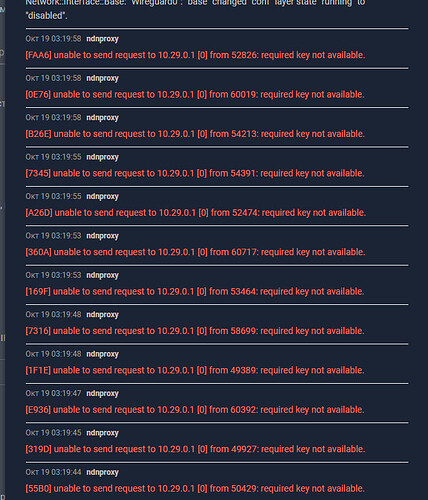 Network::Interface::Base: "Wireguard0": "base" changed "conf" layer state "running" to
"disabled".
Окт 19 03:19:58 ndnproxy
[FAA6] unable to send request to 10.29.0.1 [0] from 52826: required key not available.
Окт 19 03:19:58 ndnproxy
[0E76] unable to send request to 10.29.0.1 [0] from 60019: required key not available.
Окт 19 03:19:58 ndnproxy
[B26E] unable to send request to 10.29.0.1 [0] from 54213: required key not available.
Окт 19 03:19:55 ndnproxy
[7345] unable to send request to 10.29.0.1 [0] from 54391: required key not available.
Окт 19 03:19:55 ndnproxy
[A26D] unable to send request to 10.29.0.1 [0] from 52474: required key not available.
Окт 19 03:19:53 ndnproxy
[360A] unable to send request to 10.29.0.1 [0] from 60717: required key not available.
Окт 19 03:19:53 ndnproxy
[169F] unable to send request to 10.29.0.1 [0] from 53464: required key not available.
Окт 19 03:19:48 ndnproxy
[7316] unable to send request to 10.29.0.1 [0] from 58699: required key not available.
Окт 19 03:19:48 ndnproxy
[1F1E] unable to send request to 10.29.0.1 [0] from 49389: required key not available.
Окт 19 03:19:47 ndnproxy
[E936] unable to send request to 10.29.0.1 [0] from 60392: required key not available.
Окт 19 03:19:45 ndnproxy
[319D] unable to send request to 10.29.0.1 [0] from 49927: required key not available.
Окт 19 03:19:44 ndnproxy
[55B0] unable to send request to 10.29.0.1 [0] from 50429: required key not available.